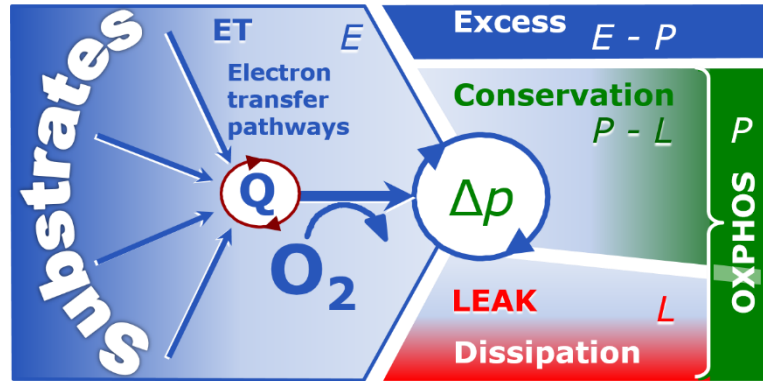 Substrates
ET E
Electron
transfer
pathways
Q
O2
Δp
Excess E - P
Conservation
P - L
LEAK L
Dissipation
P
OXPHOS